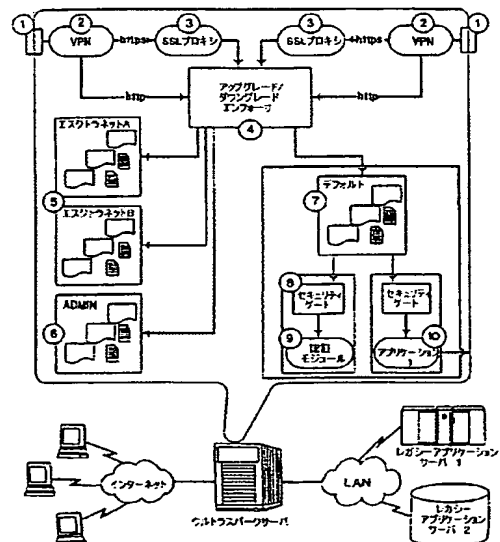 1
2
VPN
https
3
SSLプロキシ
3
SSLプロキシ
https
2
VPN
1
http
アップグレード/
ダウングレード
エンフォーサ
4
http
エクストラネットA
5
エクストラネットB
ADMIN
6
デフォルト
7
8
セキュリティ
ゲート
セキュリティ
ゲート
9
モジュール
10
アプリケーション
1
インターネット
ウルトラスパークサーバ
LAN
レガシーアプリケーション
サーバ 1
レガシー
アプリケーション
サーバ 2